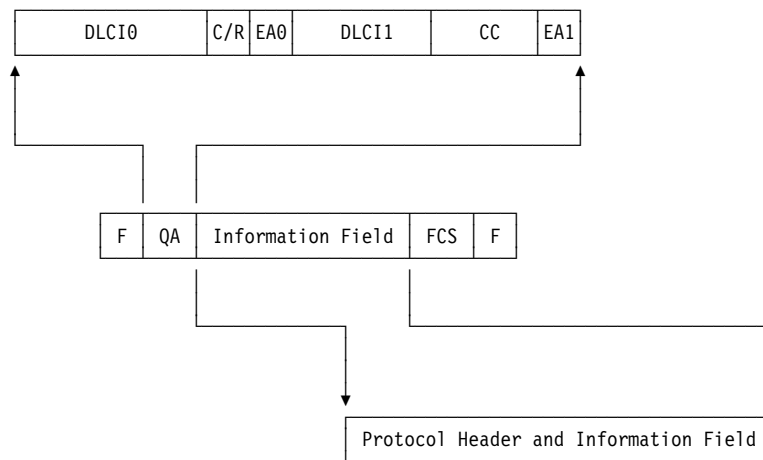 DLCI0 C/R EA0 DLCI1 CC EA1
F QA Information Field FCS F
Protocol Header and Information Field